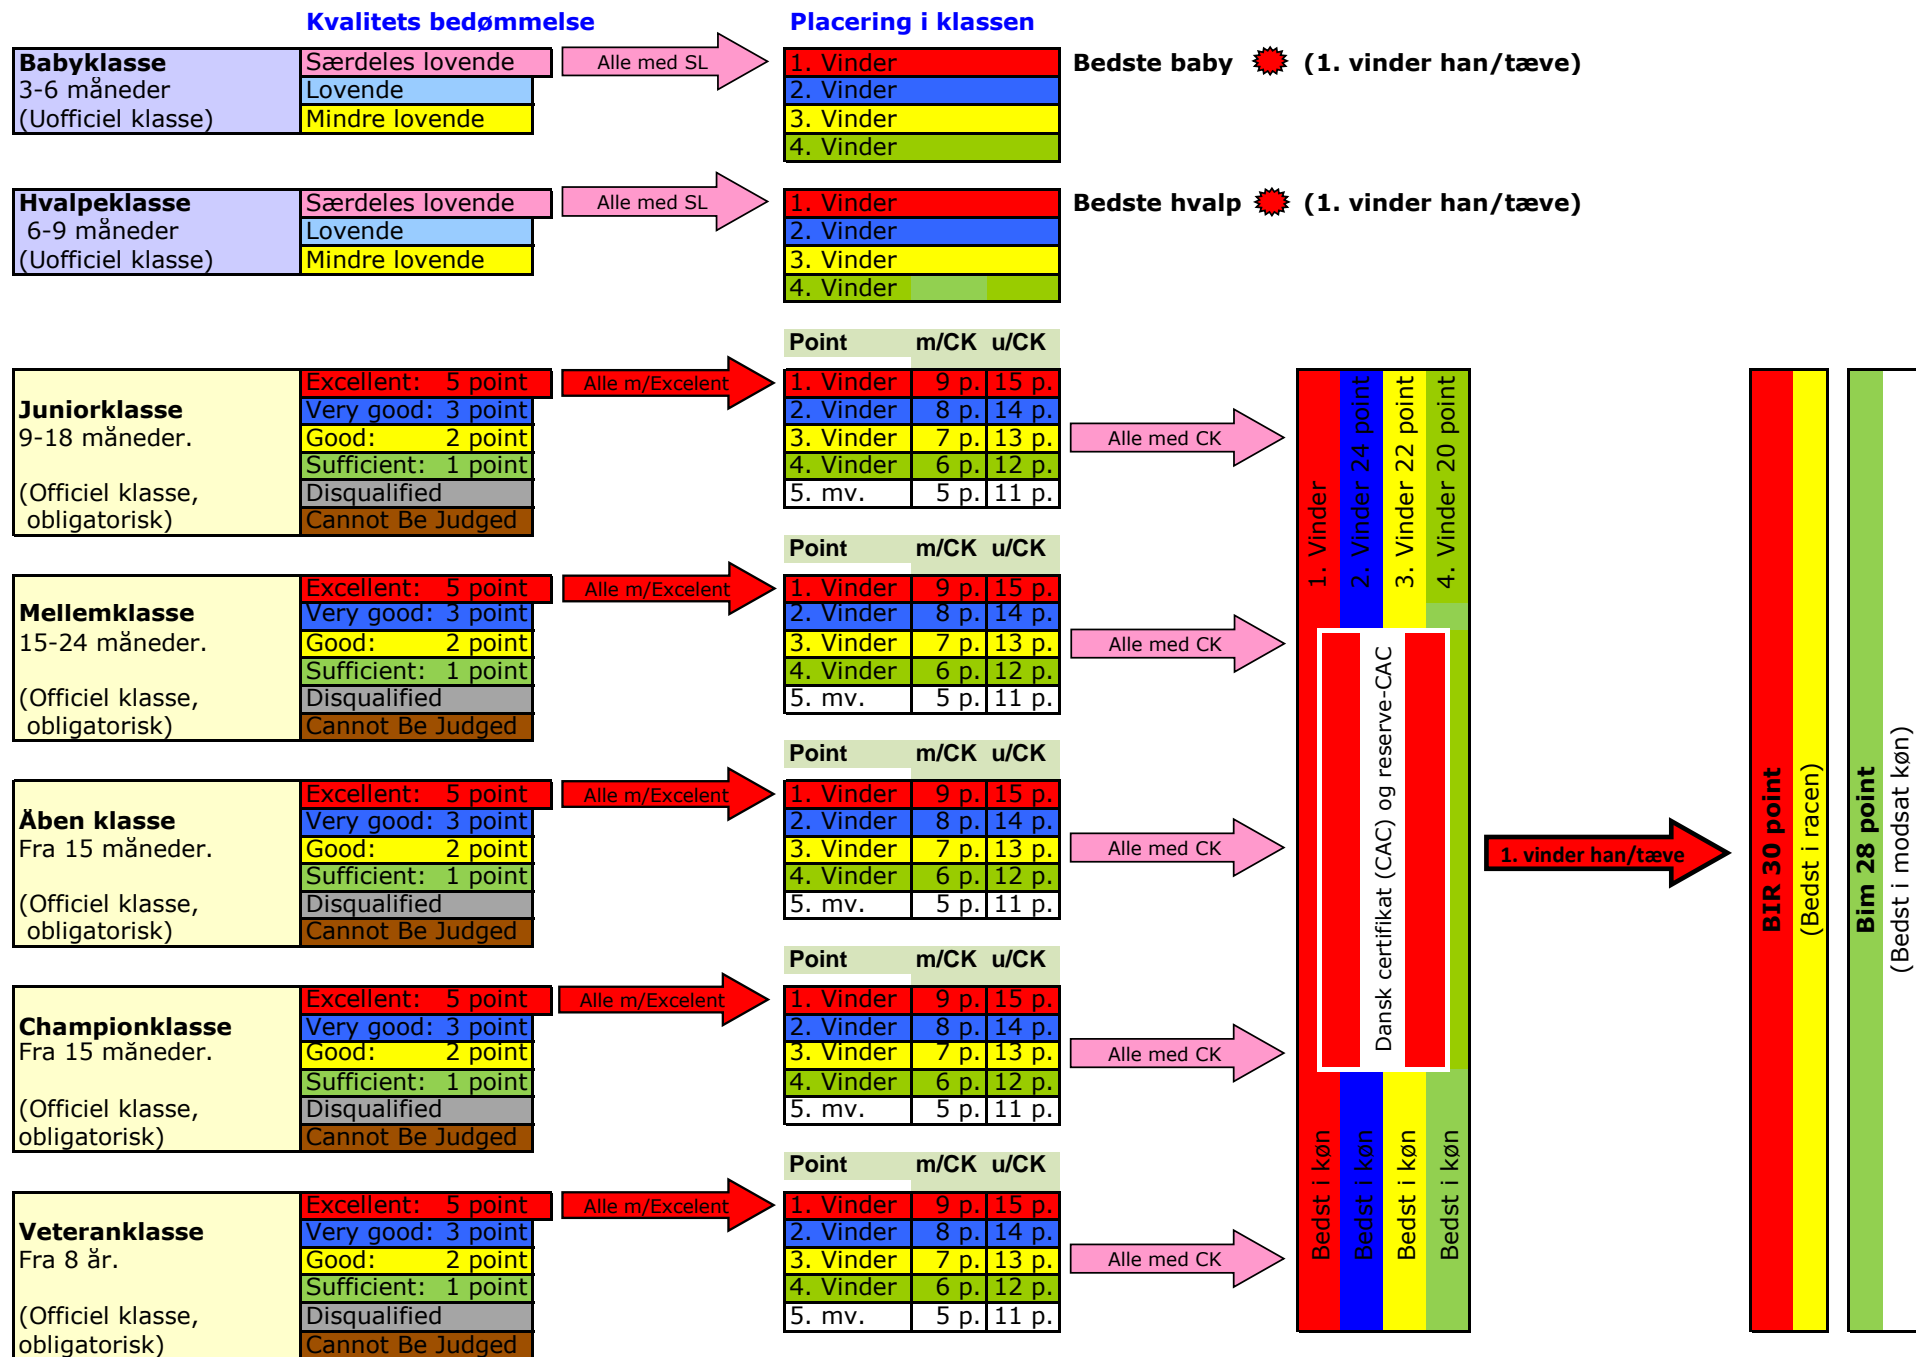 Kvalitets bedømmelse
Placering i klassen
Babyklasse
3-6 måneder
(Uofficiel klasse)
Særdeles lovende
Lovende
Mindre lovende
Alle med SL
1. Vinder
2. Vinder
3. Vinder
4. Vinder
Bedste baby (1. vinder han/tæve)
Hvalpeklasse
6-9 måneder
(Uofficiel klasse)
Særdeles lovende
Lovende
Mindre lovende
Alle med SL
1. Vinder
2. Vinder
3. Vinder
4. Vinder
Bedste hvalp (1. vinder han/tæve)
Point m/CK u/CK
Juniorklasse
9-18 måneder.
(Officiel klasse,
obligatorisk)
Excellent: 5 point
Very good: 3 point
Good: 2 point
Sufficient: 1 point
Disqualified
Cannot Be Judged
Alle m/Excelent
1. Vinder 9 p. 15 p.
2. Vinder 8 p. 14 p.
3. Vinder 7 p. 13 p.
4. Vinder 6 p. 12 p.
5. mv. 5 p. 11 p.
Alle med CK
Point m/CK u/CK
Mellemklasse
15-24 måneder.
(Officiel klasse,
obligatorisk)
Excellent: 5 point
Very good: 3 point
Good: 2 point
Sufficient: 1 point
Disqualified
Cannot Be Judged
Alle m/Excelent
1. Vinder 9 p. 15 p.
2. Vinder 8 p. 14 p.
3. Vinder 7 p. 13 p.
4. Vinder 6 p. 12 p.
5. mv. 5 p. 11 p.
Alle med CK
Point m/CK u/CK
Åben klasse
Fra 15 måneder.
(Officiel klasse,
obligatorisk)
Excellent: 5 point
Very good: 3 point
Good: 2 point
Sufficient: 1 point
Disqualified
Cannot Be Judged
Alle m/Excelent
1. Vinder 9 p. 15 p.
2. Vinder 8 p. 14 p.
3. Vinder 7 p. 13 p.
4. Vinder 6 p. 12 p.
5. mv. 5 p. 11 p.
Alle med CK
Point m/CK u/CK
Championklasse
Fra 15 måneder.
(Officiel klasse,
obligatorisk)
Excellent: 5 point
Very good: 3 point
Good: 2 point
Sufficient: 1 point
Disqualified
Cannot Be Judged
Alle m/Excelent
1. Vinder 9 p. 15 p.
2. Vinder 8 p. 14 p.
3. Vinder 7 p. 13 p.
4. Vinder 6 p. 12 p.
5. mv. 5 p. 11 p.
Alle med CK
Point m/CK u/CK
Veteranklasse
Fra 8 år.
(Officiel klasse,
obligatorisk)
Excellent: 5 point
Very good: 3 point
Good: 2 point
Sufficient: 1 point
Disqualified
Cannot Be Judged
Alle m/Excelent
1. Vinder 9 p. 15 p.
2. Vinder 8 p. 14 p.
3. Vinder 7 p. 13 p.
4. Vinder 6 p. 12 p.
5. mv. 5 p. 11 p.
Alle med CK
Bedst i køn 1. Vinder
Bedst i køn 2. Vinder 24 point
Bedst i køn 3. Vinder 22 point
Bedst i køn 4. Vinder 20 point
Dansk certifikat (CAC) og reserve-CAC
1. vinder han/tæve
BIR 30 point
(Bedst i racen)
Bim 28 point
(Bedst i modsat køn)